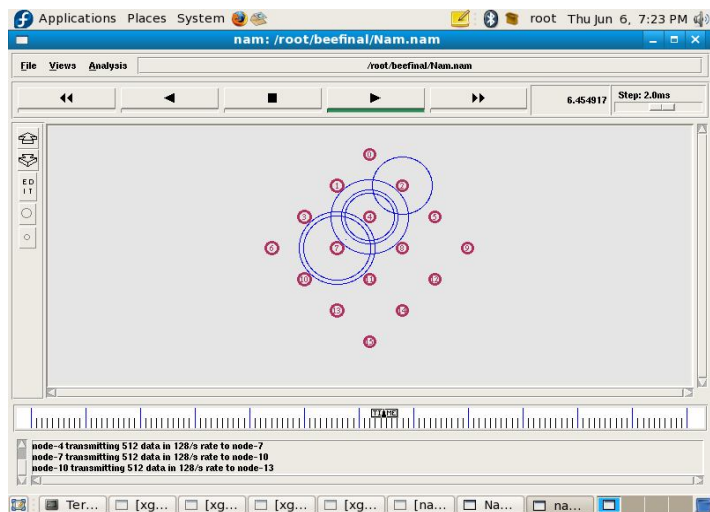 Applications Places System root Thu Jun 6, 7:23 PM
nam: /root/beefinal/Nam.nam
File Views Analysis /root/beefinal/Nam.nam
6.454917 Step: 2.0ms
E D
I T
0
1 2
3 4 5
6 7 8 9
10 11 12
13 14
15
TIME
node-4 transmitting 512 data in 128/s rate to node-7
node-7 transmitting 512 data in 128/s rate to node-10
node-10 transmitting 512 data in 128/s rate to node-13
Ter... [xg... [xg... [xg... [xg... [na... Na... na...